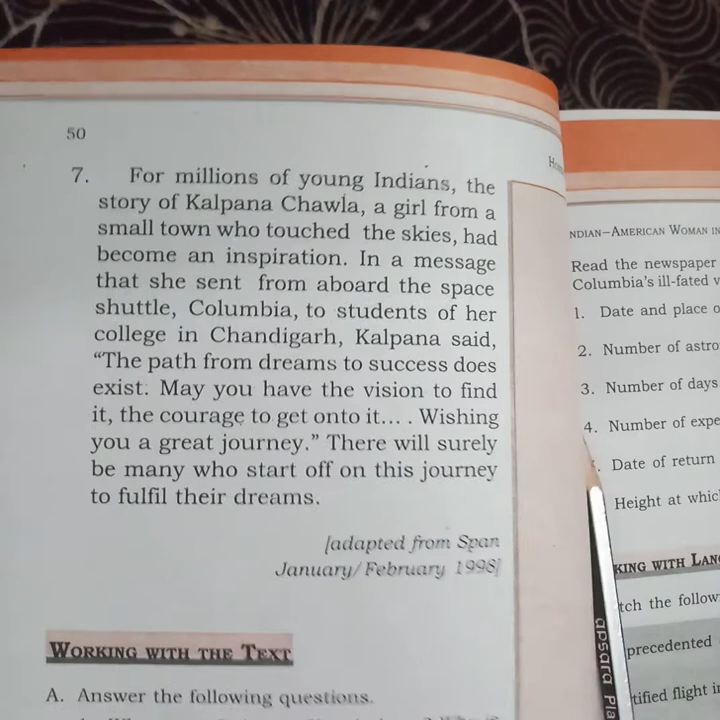 50
7. For millions of young Indians, the
story of Kalpana Chawla, a girl from a
small town who touched the skies, had
become an inspiration. In a message
that she sent from aboard the space
shuttle, Columbia, to students of her
college in Chandigarh, Kalpana said,
“The path from dreams to success does
exist. May you have the vision to find
it, the courage to get onto it... . Wishing
you a great journey.” There will surely
be many who start off on this journey
to fulfil their dreams.
[adapted from Span
January/February 1998]
WORKING WITH THE TEXT
A. Answer the following questions.
NDIAN–AMERICAN WOMAN IN
Read the newspaper
Columbia’s ill-fated v
1. Date and place o
2. Number of astro
3. Number of days
4. Number of expe
. Date of return
Height at whic
KING WITH LANG
tch the follow
precedented
tified flight i
apsara Pla